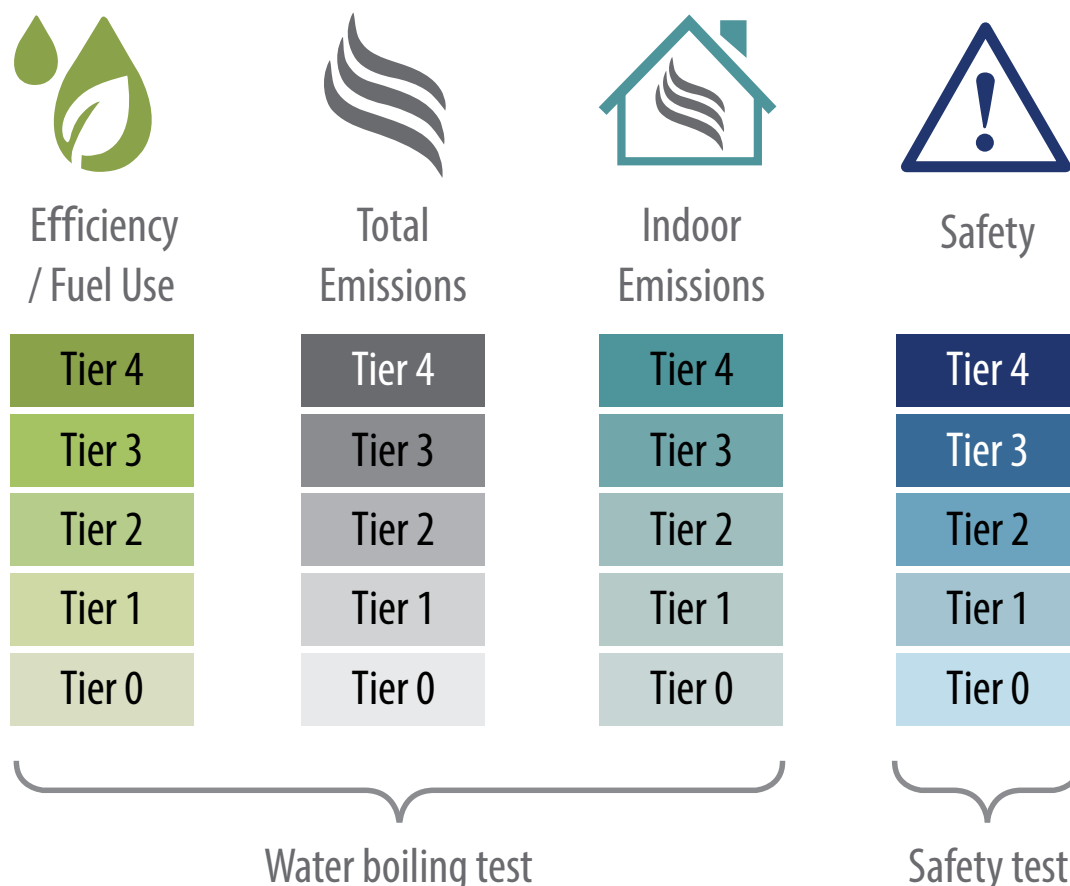 Efficiency
/ Fuel Use
Total
Emissions
Indoor
Emissions
Safety
Tier 4
Tier 4
Tier 4
Tier 4
Tier 3
Tier 3
Tier 3
Tier 3
Tier 2
Tier 2
Tier 2
Tier 2
Tier 1
Tier 1
Tier 1
Tier 1
Tier 0
Tier 0
Tier 0
Tier 0
Water boiling test
Safety test